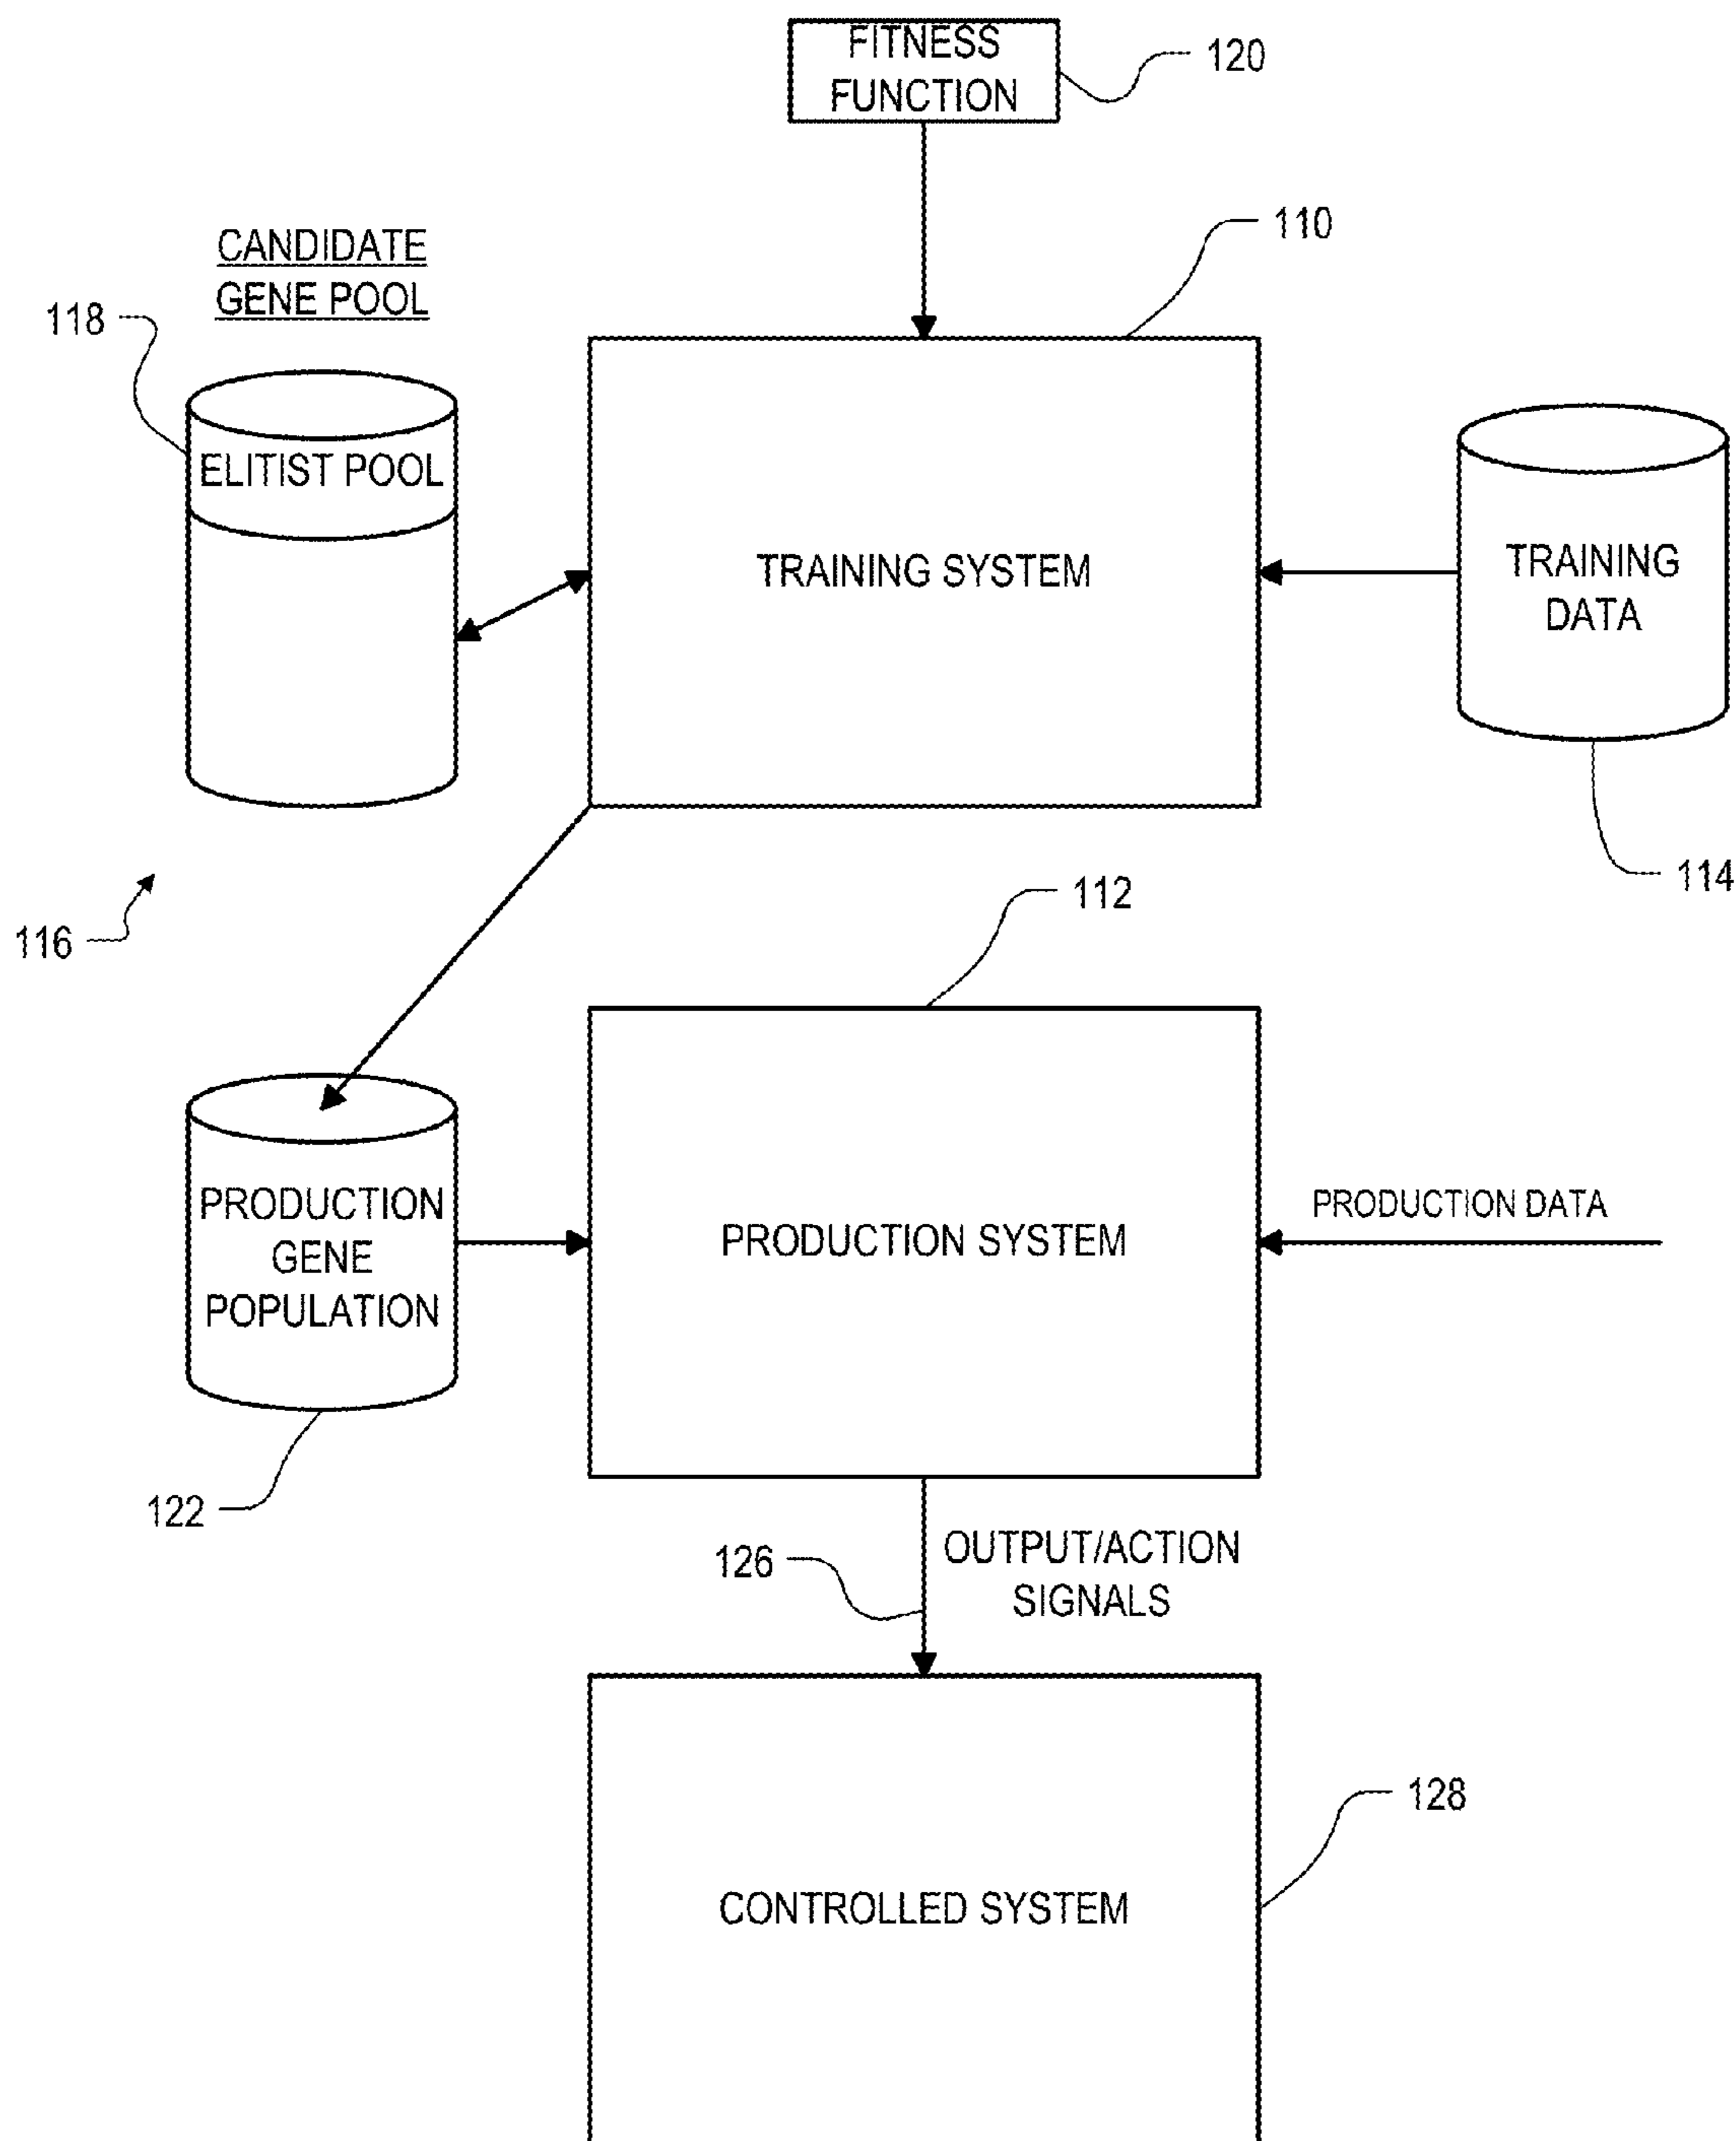 FITNESS
FUNCTION
120
110
CANDIDATE
GENE POOL
118
ELITIST POOL
TRAINING SYSTEM
TRAINING
DATA
114
116
112
PRODUCTION
GENE
POPULATION
PRODUCTION SYSTEM
PRODUCTION DATA
122
126
OUTPUT/ACTION
SIGNALS
128
CONTROLLED SYSTEM